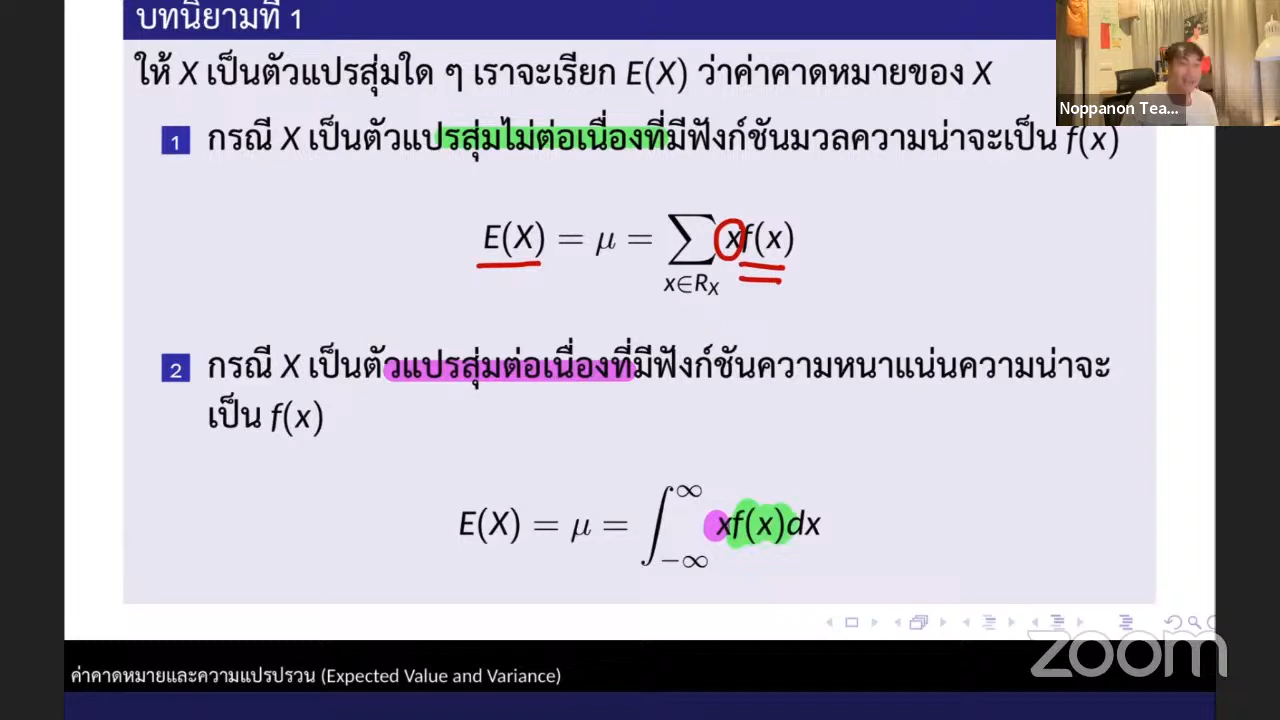 บทนิยามที่ 1
ให้ X เป็นตัวแปรสุ่มใด ๆ เราจะเรียก E(X) ว่าค่าคาดหมายของ X
Noppanon Tea...
1 กรณี X เป็นตัวแปรสุ่มไม่ต่อเนื่องที่มีฟังก์ชันมวลความน่าจะเป็น f(x)
E(X) = μ = ∑ xf(x)
x∈R_X
2 กรณี X เป็นตัวแปรสุ่มต่อเนื่องที่มีฟังก์ชันความหนาแน่นความน่าจะ
เป็น f(x)
E(X) = μ = ∫_{-∞}^{∞} xf(x)dx
zoom
ค่าคาดหมายและความแปรปรวน (Expected Value and Variance)